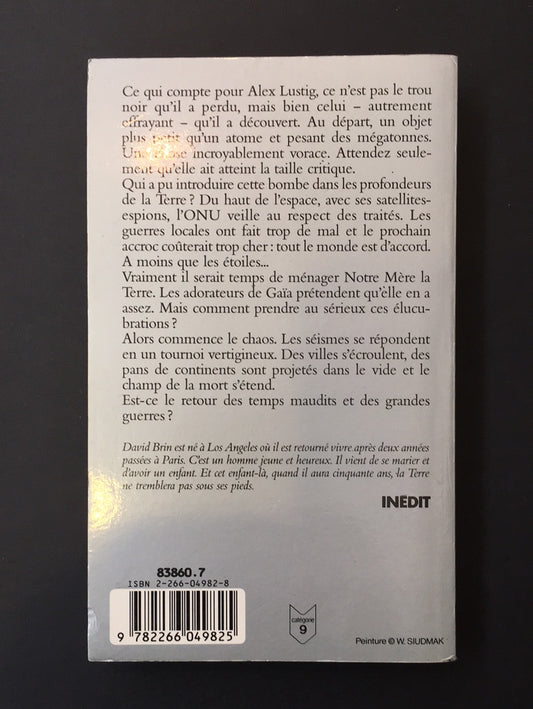 Ce qui compte pour Alex Lustig, ce n'est pas le trou
noir qu'il a perdu, mais bien celui – autrement
effrayant – qu'il a découvert. Au départ, un objet
plus petit qu'un atome et pesant des mégatonnes.
Une chose incroyablement vorace. Attendez seule-
ment qu'elle ait atteint la taille critique.
Qui a pu introduire cette bombe dans les profondeurs
de la Terre ? Du haut de l'espace, avec ses satellites-
espions, l'ONU veille au respect des traités. Les
guerres locales ont fait trop de mal et le prochain
accroc coûterait trop cher : tout le monde est d'accord.
A moins que les étoiles...
Vraiment il serait temps de ménager Notre Mère la
Terre. Les adorateurs de Gaïa prétendent qu'elle en a
assez. Mais comment prendre au sérieux ces élucu-
brations ?
Alors commence le chaos. Les séismes se répondent
en un tournoi vertigineux. Des villes s'écroulent, des
pans de continents sont projetés dans le vide et le
champ de la mort s'étend.
Est-ce le retour des temps maudits et des grandes
guerres ?
David Brin est né à Los Angeles où il est retourné vivre après deux années
passées à Paris. C'est un homme jeune et heureux. Il vient de se marier et
d'avoir un enfant. Et cet enfant-là, quand il aura cinquante ans, la Terre
ne tremblera pas sous ses pieds.
INÉDIT
83860.7
ISBN 2-266-04982-8
9 782266 049825
catégorie
9
Peinture © W. SIUDMAK